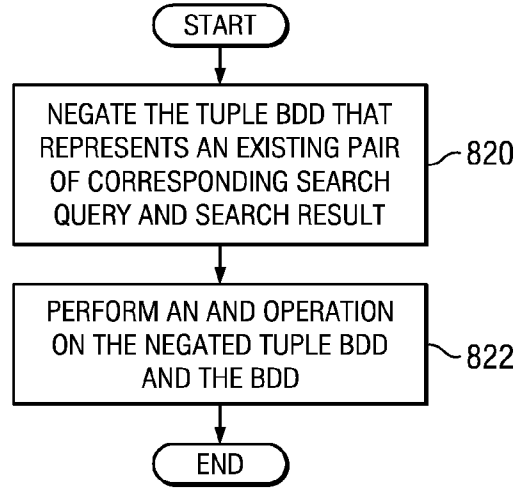 START
NEGATE THE TUPLE BDD THAT
REPRESENTS AN EXISTING PAIR
OF CORRESPONDING SEARCH
QUERY AND SEARCH RESULT
820
PERFORM AN AND OPERATION
ON THE NEGATED TUPLE BDD
AND THE BDD
822
END